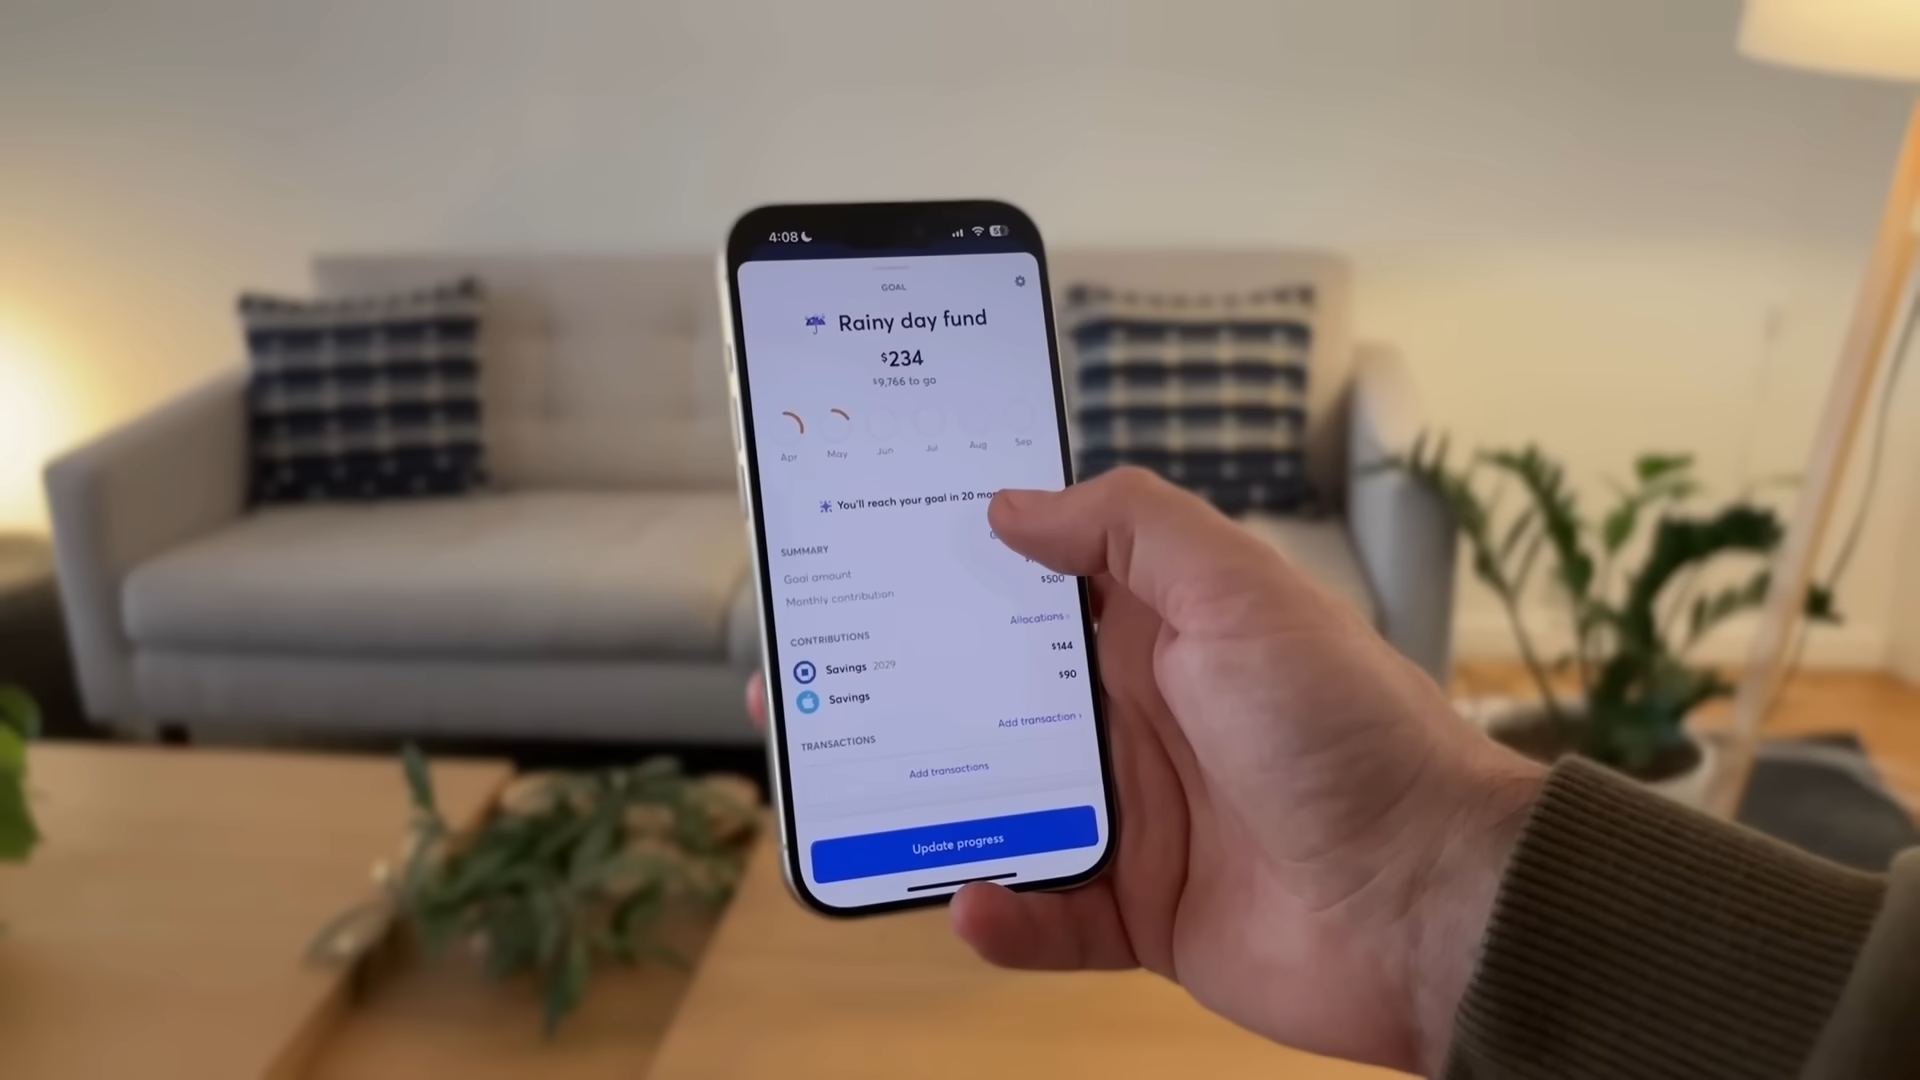 4:08
GOAL
Rainy day fund
$234
$9,766 to go
Apr May Jun Jul Aug Sep
You'll reach your goal in 20
SUMMARY
Goal amount
Monthly contribution $500
CONTRIBUTIONS Allocations ›
Savings 2029 $144
Savings $90
TRANSACTIONS Add transaction ›
Add transactions
Update progress